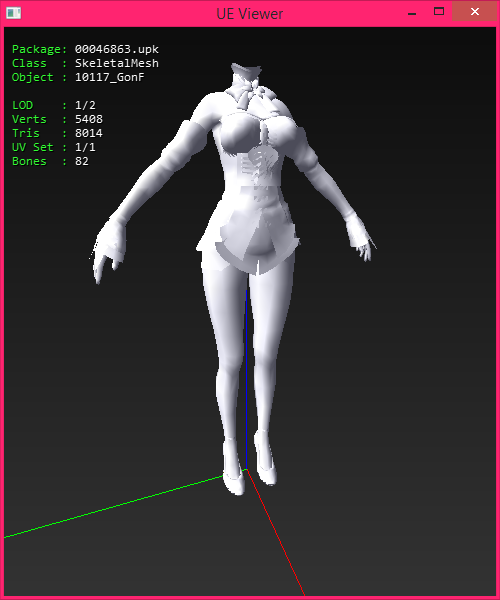 UE Viewer
Package: 00046863.upk
Class : SkeletalMesh
Object : 10117_GonF
LOD : 1/2
Verts : 5408
Tris : 8014
UV Set : 1/1
Bones : 82